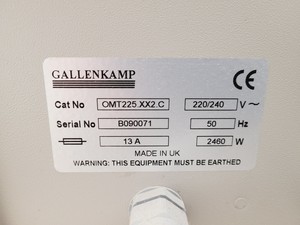 GALLENKAMP CE
Cat No OMT225.XX2.C 220/240 V ~
Serial No B090071 50 Hz
13 A 2460 W
MADE IN UK
WARNING: THIS EQUIPMENT MUST BE EARTHED